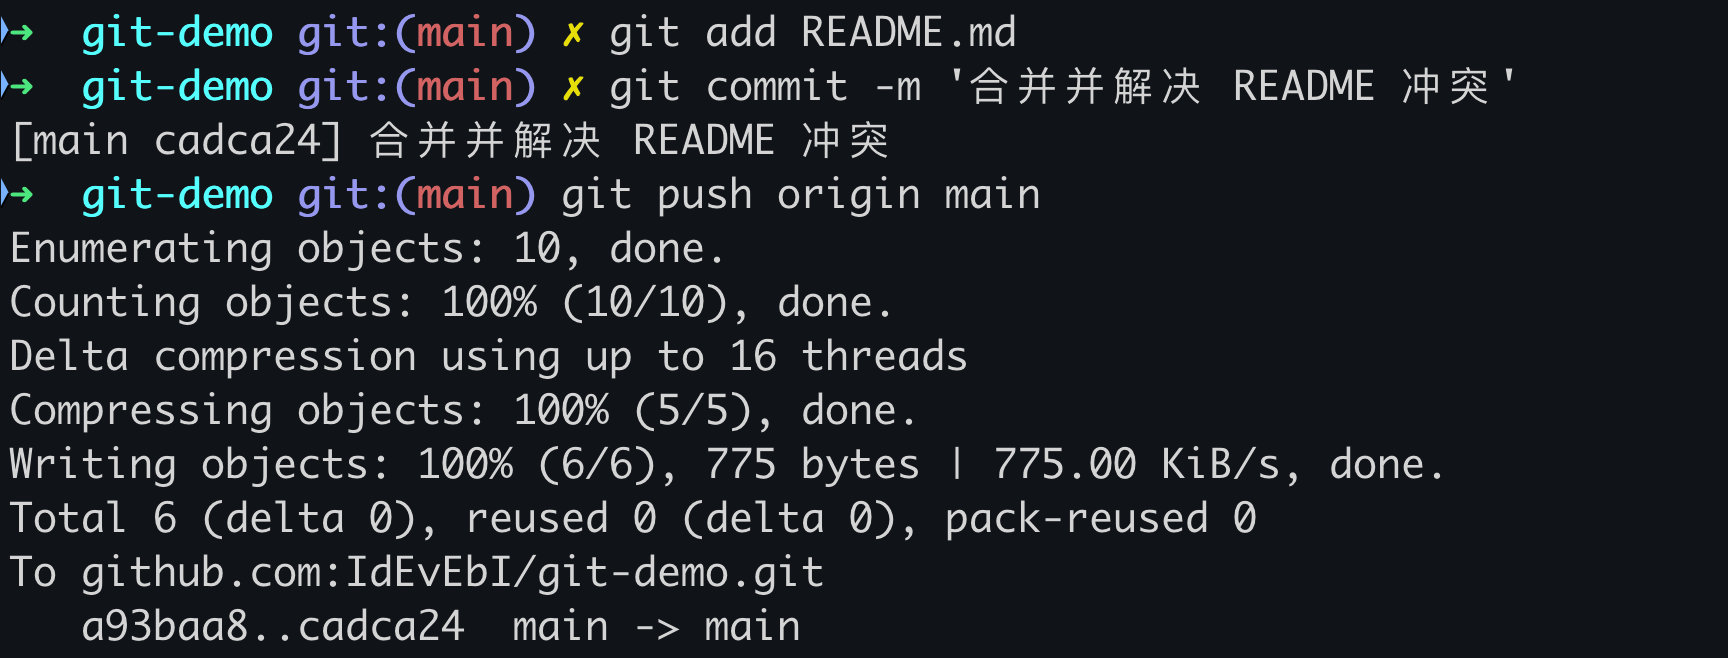 ➜  git-demo git:(main) ✗ git add README.md
➜  git-demo git:(main) ✗ git commit -m '合并并解决 README 冲突'
[main cadca24] 合并并解决 README 冲突
➜  git-demo git:(main) git push origin main
Enumerating objects: 10, done.
Counting objects: 100% (10/10), done.
Delta compression using up to 16 threads
Compressing objects: 100% (5/5), done.
Writing objects: 100% (6/6), 775 bytes | 775.00 KiB/s, done.
Total 6 (delta 0), reused 0 (delta 0), pack-reused 0
To github.com:IdEvEbI/git-demo.git
   a93baa8..cadca24  main -> main